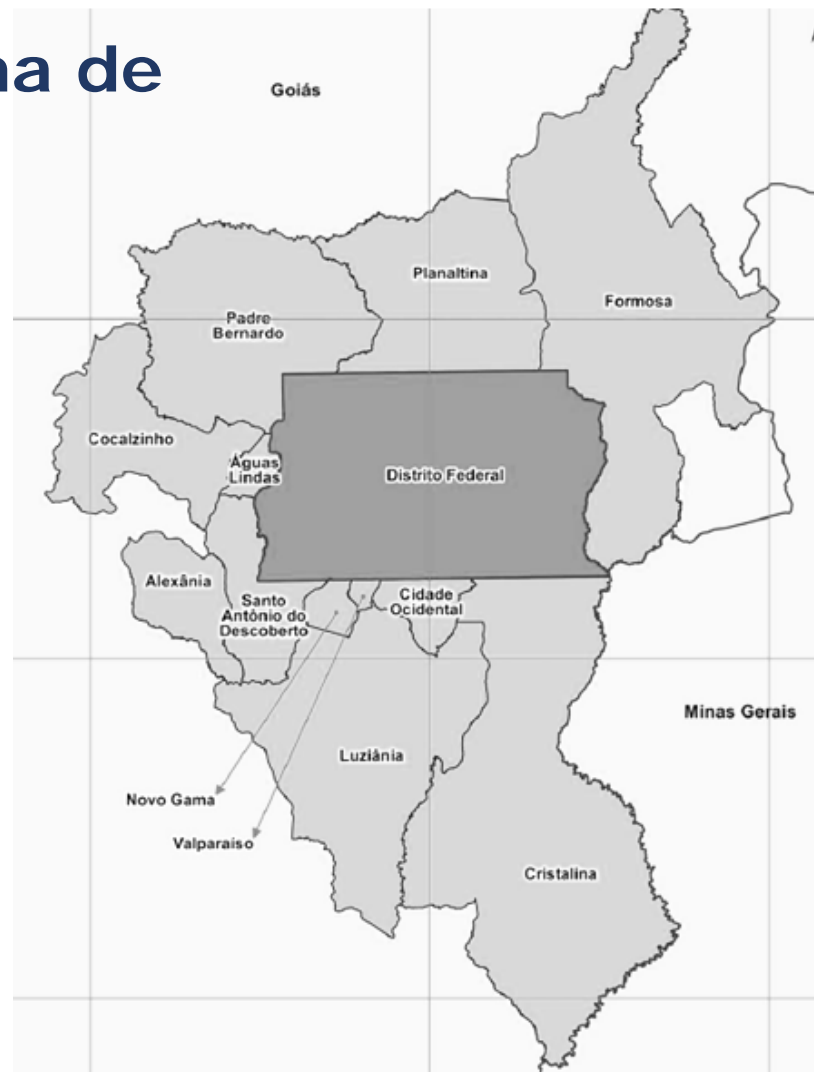 na de
Goiás
Planaltina
Formosa
Padre
Bernardo
Cocalzinho
Águas
Lindas
Distrito Federal
Alexânia
Santo
Antônio do
Descoberto
Cidade
Ocidental
Minas Gerais
Luziânia
Novo Gama
Valparaiso
Cristalina